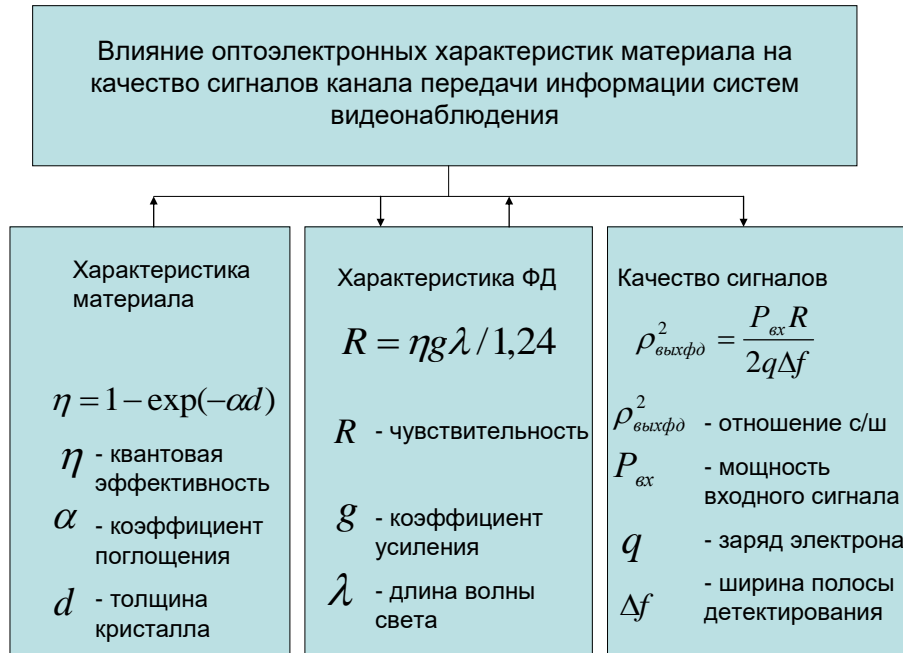 Влияние оптоэлектронных характеристик материала на
качество сигналов канала передачи информации систем
видеонаблюдения
Характеристика
материала
η = 1 − exp(−αd)
η - квантовая
эффективность
α - коэффициент
поглощения
d - толщина
кристалла
Характеристика ФД
R = ηgλ / 1,24
R - чувствительность
g - коэффициент
усиления
λ - длина волны
света
Качество сигналов
ρ²выхфд = PвхR / 2qΔf
ρ²выхфд - отношение с/ш
Pвх - мощность
входного сигнала
q - заряд электрона
Δf - ширина полосы
детектирования